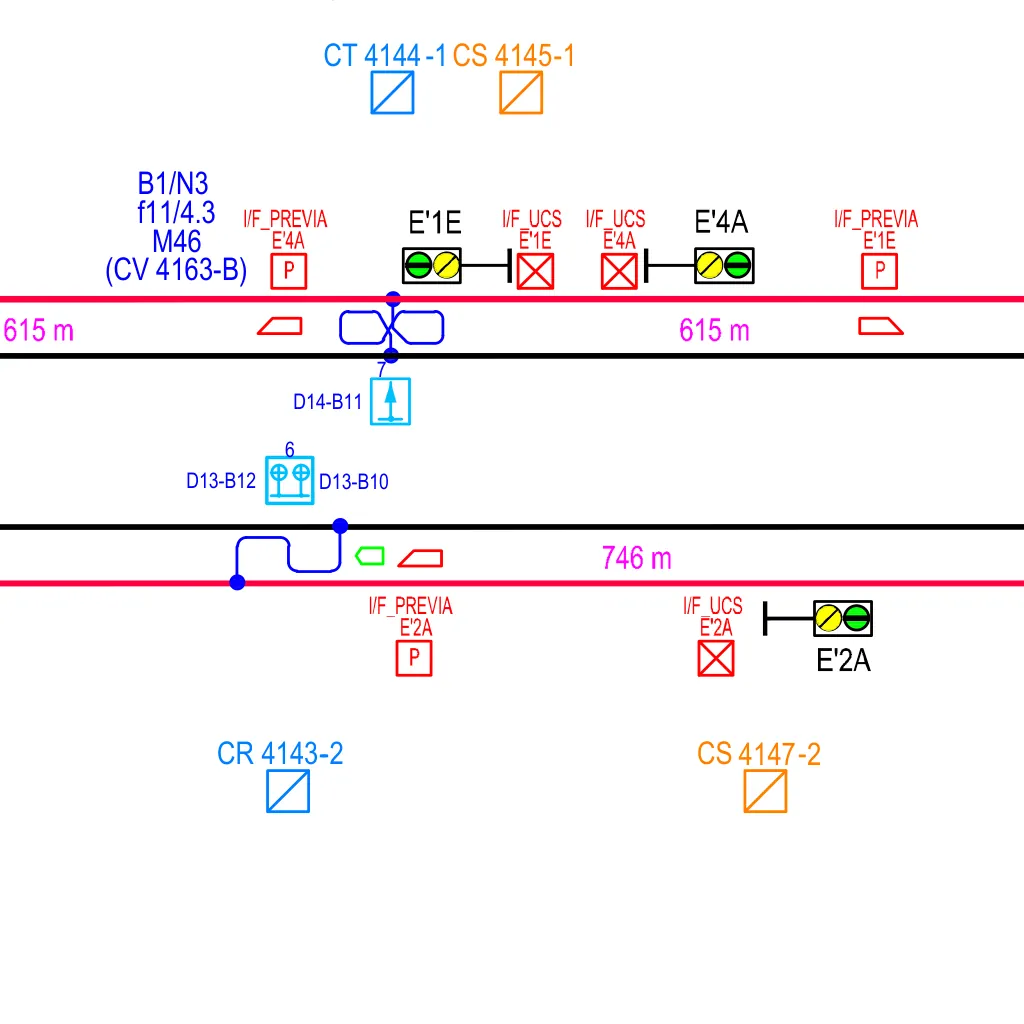 CT 4144-1
CS 4145-1
B1/N3
f11/4.3
M46
(CV 4163-B)
I/F_PREVIA
E'4A
P
E'1E
I/F_UCS
E'1E
I/F_UCS
E'4A
E'4A
I/F_PREVIA
E'1E
P
615 m
615 m
7
D14-B11
6
D13-B12
D13-B10
746 m
I/F_PREVIA
E'2A
P
I/F_UCS
E'2A
E'2A
CR 4143-2
CS 4147-2